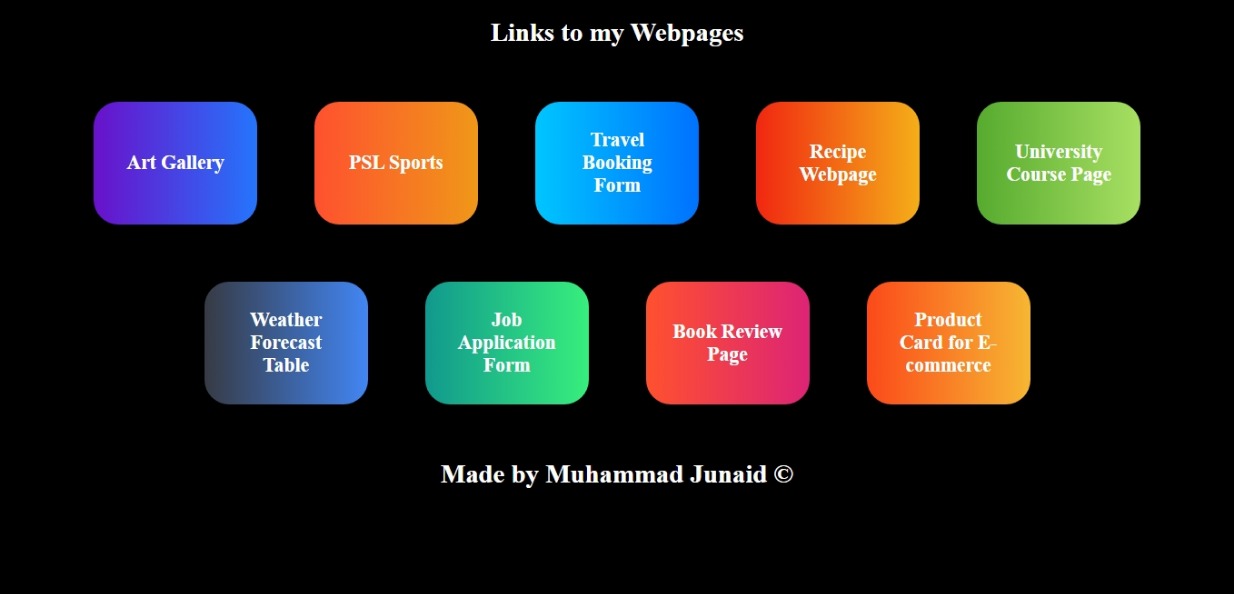 Links to my Webpages
Art Gallery
PSL Sports
Travel
Booking
Form
Recipe
Webpage
University
Course Page
Weather
Forecast
Table
Job
Application
Form
Book Review
Page
Product
Card for E-
commerce
Made by Muhammad Junaid ©